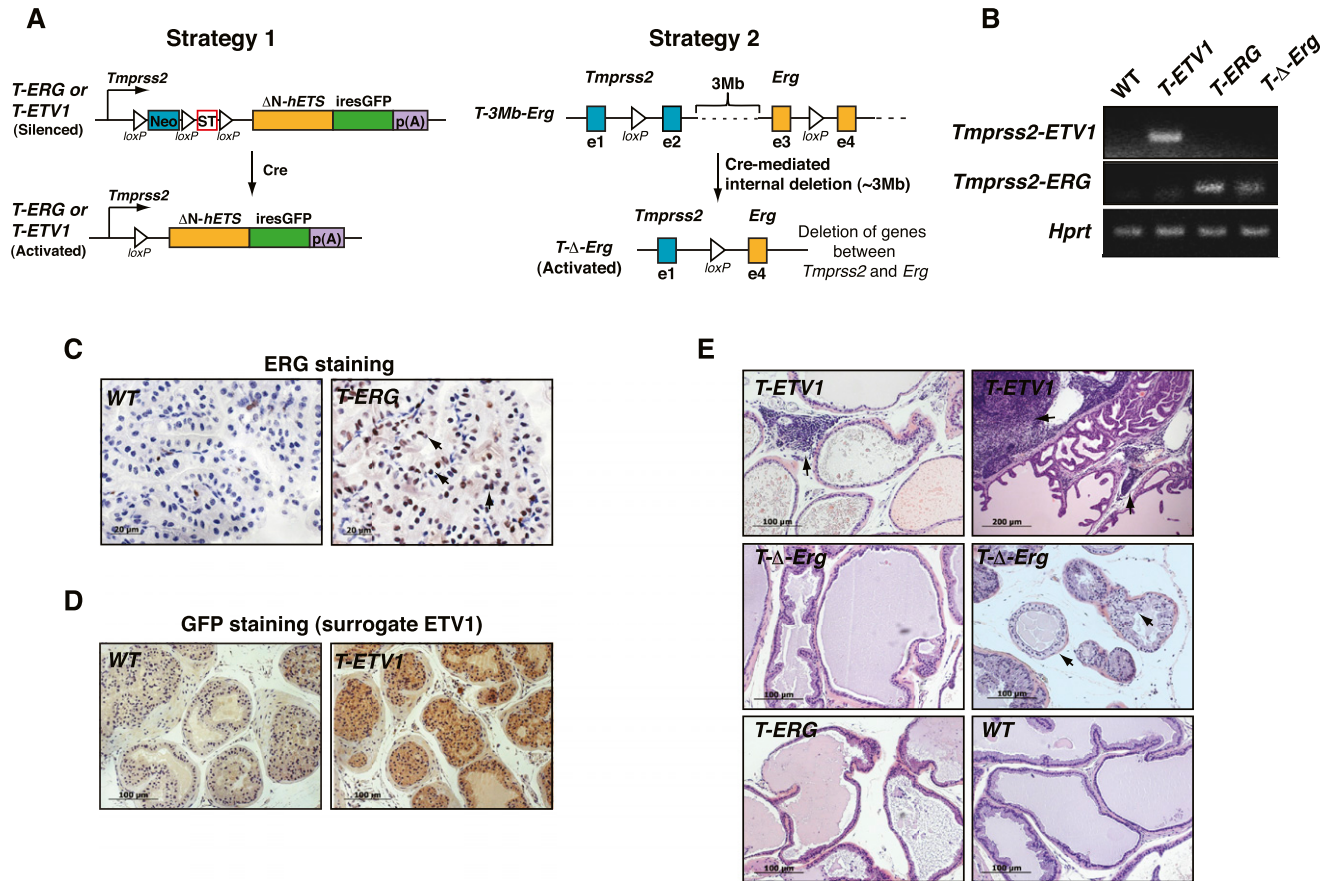 A
Strategy 1
Tmprss2
T-ERG or
T-ETV1
(Silenced)
loxP
Neo
loxP
ST
loxP
ΔN-hETS
iresGFP
p(A)
Cre
Tmprss2
T-ERG or
T-ETV1
(Activated)
loxP
ΔN-hETS
iresGFP
p(A)
Strategy 2
Tmprss2
3Mb
Erg
T-3Mb-Erg
e1
loxP
e2
e3
loxP
e4
Cre-mediated
internal deletion (~3Mb)
Tmprss2
Erg
T-Δ-Erg
(Activated)
e1
loxP
e4
Deletion of genes
between
Tmprss2 and Erg
B
WT
T-ETV1
T-ERG
T-Δ-Erg
Tmprss2-ETV1
Tmprss2-ERG
Hprt
C
ERG staining
WT
20 µm
T-ERG
20 µm
D
GFP staining (surrogate ETV1)
WT
100 µm
T-ETV1
100 µm
E
T-ETV1
100 µm
T-ETV1
200 µm
T-Δ-Erg
100 µm
T-Δ-Erg
100 µm
T-ERG
100 µm
WT
100 µm